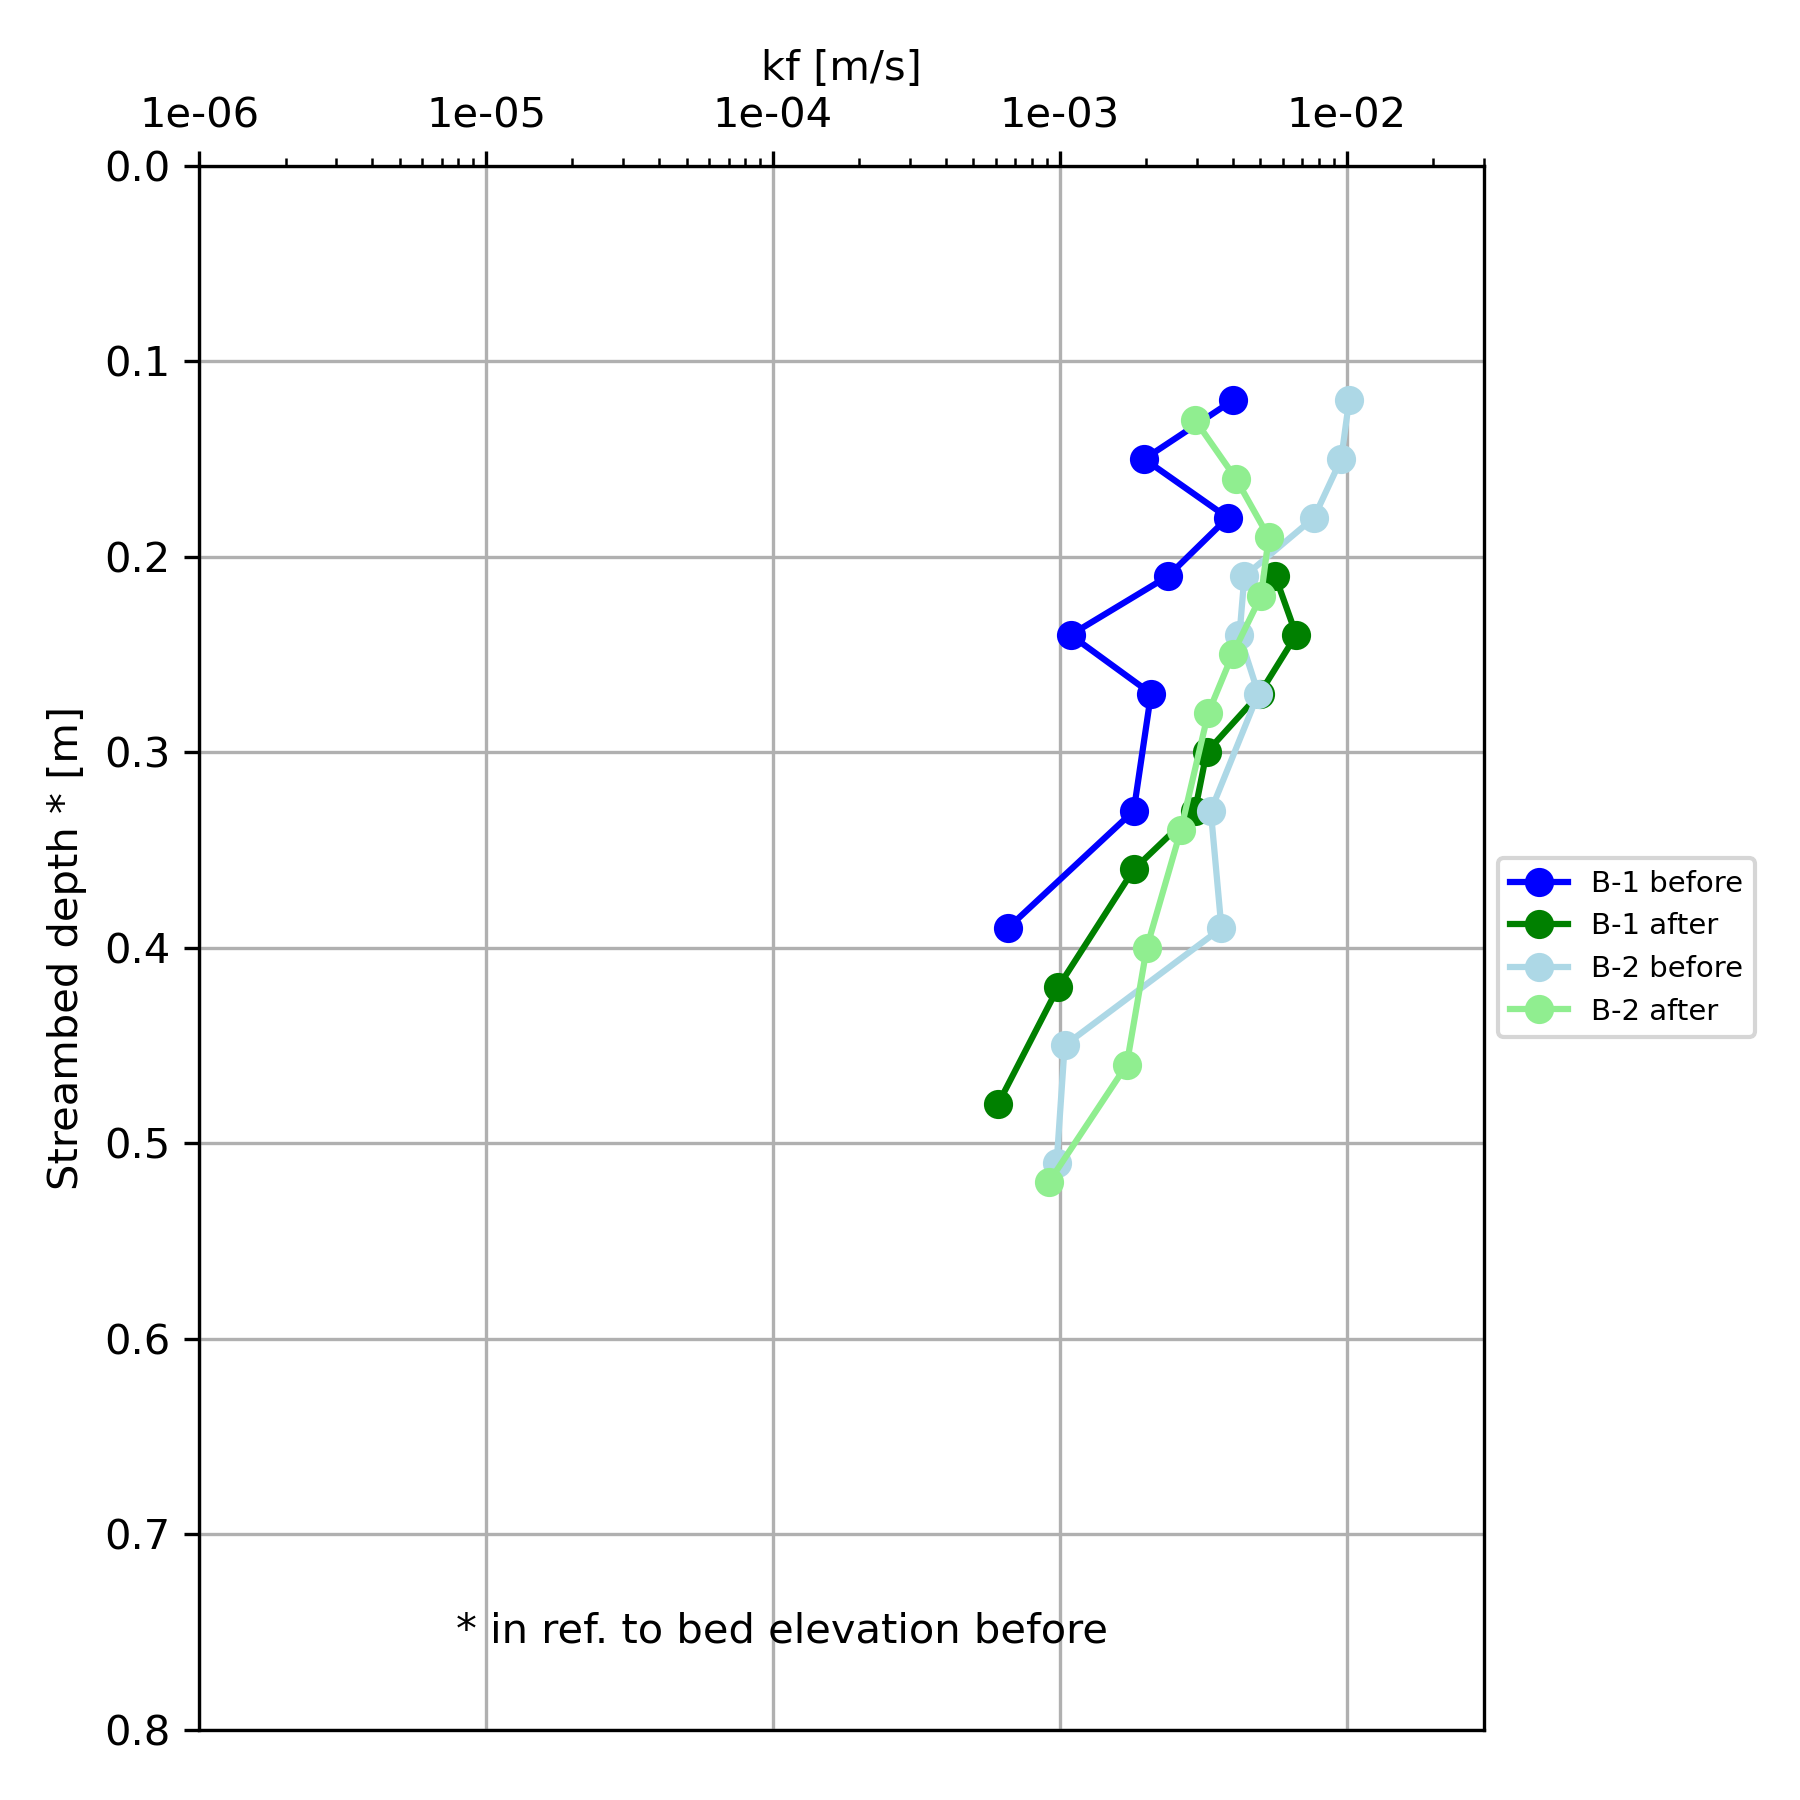 kf [m/s]
1e-06 1e-05 1e-04 1e-03 1e-02
0.0
0.1
0.2
0.3
0.4
0.5
0.6
0.7
0.8
Streambed depth * [m]
B-1 before
B-1 after
B-2 before
B-2 after
* in ref. to bed elevation before